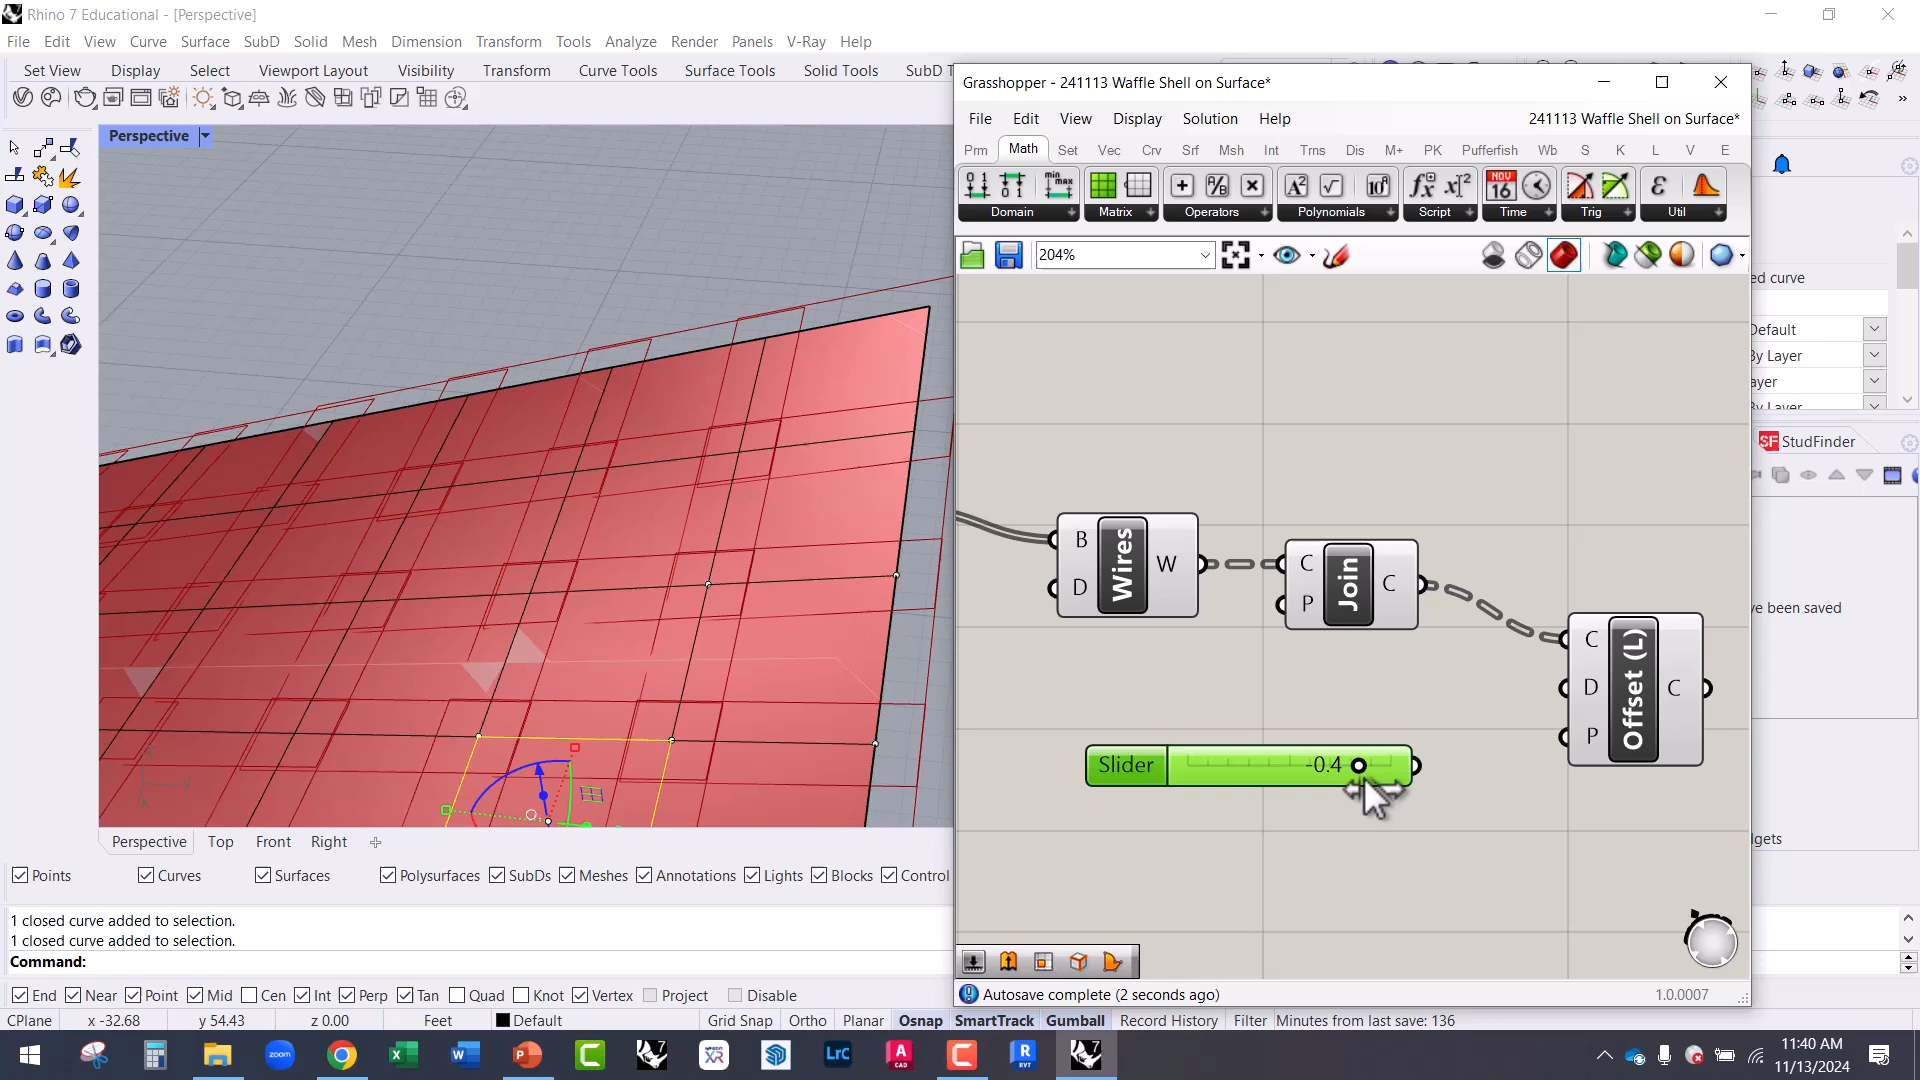 Rhino 7 Educational - [Perspective]
File Edit View Curve Surface SubD Solid Mesh Dimension Transform Tools Analyze Render Panels V-Ray Help
Set View Display Select Viewport Layout Visibility Transform Curve Tools Surface Tools Solid Tools SubD T
Perspective
Grasshopper - 241113 Waffle Shell on Surface*
File Edit View Display Solution Help 241113 Waffle Shell on Surface*
Prm Math Set Vec Crv Srf Msh Int Trns Dis M+ PK Pufferfish Wb S K L V E
Domain Matrix Operators Polynomials Script Time Trig Util
204%
B D Wires W
C P Join C
C D P Offset (L) C
Slider -0.4
Autosave complete (2 seconds ago) 1.0.0007
ed curve
Default
By Layer
ayer
By Layer
StudFinder
ve been saved
dgets
Perspective Top Front Right
Points Curves Surfaces Polysurfaces SubDs Meshes Annotations Lights Blocks Control
1 closed curve added to selection.
1 closed curve added to selection.
Command:
End Near Point Mid Cen Int Perp Tan Quad Knot Vertex Project Disable
CPlane x -32.68 y 54.43 z 0.00 Feet Default Grid Snap Ortho Planar Osnap SmartTrack Gumball Record History Filter Minutes from last save: 136
11:40 AM
11/13/2024